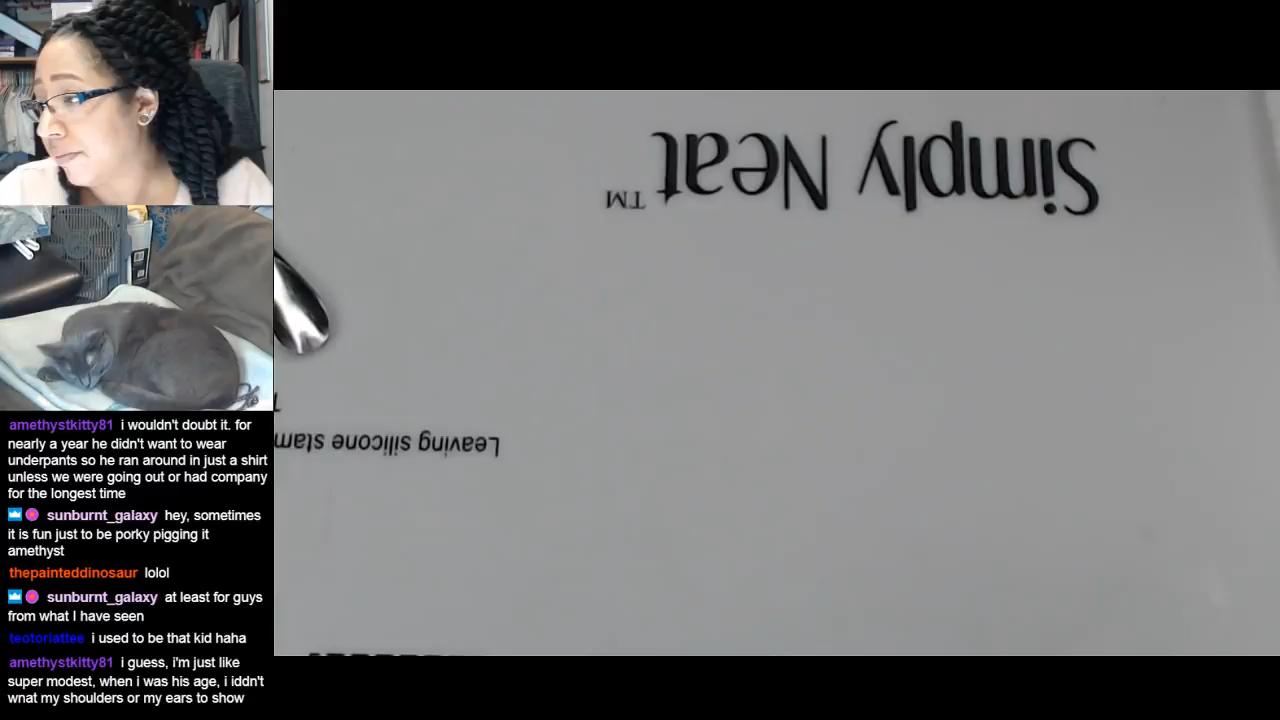 Simply Neat™
Leaving silicone stam
amethystkitty81 i wouldn't doubt it. for
nearly a year he didn't want to wear
underpants so he ran around in just a shirt
unless we were going out or had company
for the longest time
sunburnt_galaxy hey, sometimes
it is fun just to be porky pigging it
amethyst
thepainteddinosaur lolol
sunburnt_galaxy at least for guys
from what I have seen
teotoriattee i used to be that kid haha
amethystkitty81 i guess, i'm just like
super modest, when i was his age, i iddn't
wnat my shoulders or my ears to show